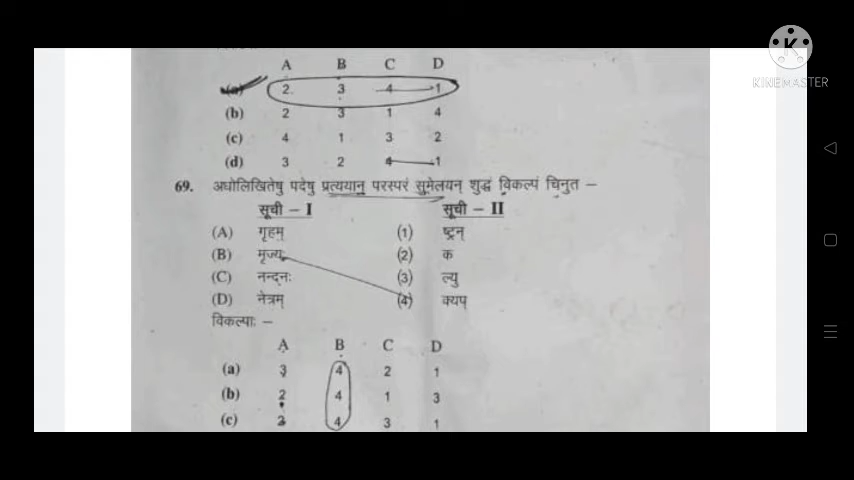 A B C D
(a) 2 3 4 1
(b) 2 3 1 4
(c) 4 1 3 2
(d) 3 2 4 1
69. अधोलिखितेषु पदेषु प्रत्ययानु परस्परं सुमेलयन् शुद्धं विकल्पं चिनुत –
सूची – I सूची – II
(A) गृहम् (1) ष्ट्रन्
(B) मृज्यः (2) क
(C) नन्दनः (3) ल्यु
(D) नेत्रम् (4) क्यप्
विकल्पाः –
A B C D
(a) 3 4 2 1
(b) 2 4 1 3
(c) 2 4 3 1
K
KINEMASTER